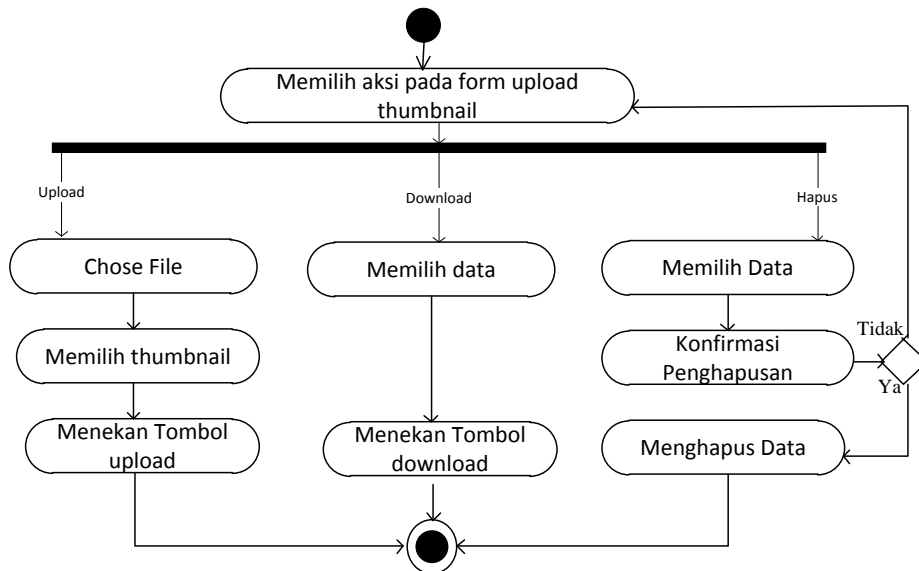 Memilih aksi pada form upload
thumbnail
Upload
Download
Hapus
Chose File
Memilih data
Memilih Data
Memilih thumbnail
Konfirmasi
Penghapusan
Tidak
Ya
Menekan Tombol
upload
Menekan Tombol
download
Menghapus Data